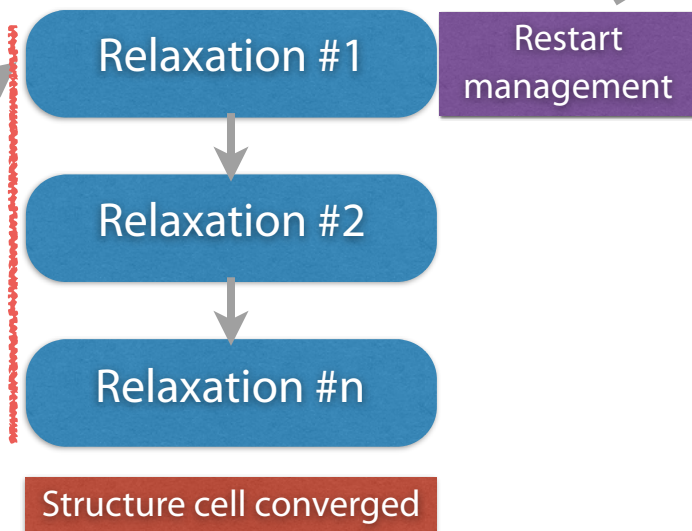 Relaxation #1
Restart
management
Relaxation #2
Relaxation #n
Structure cell converged